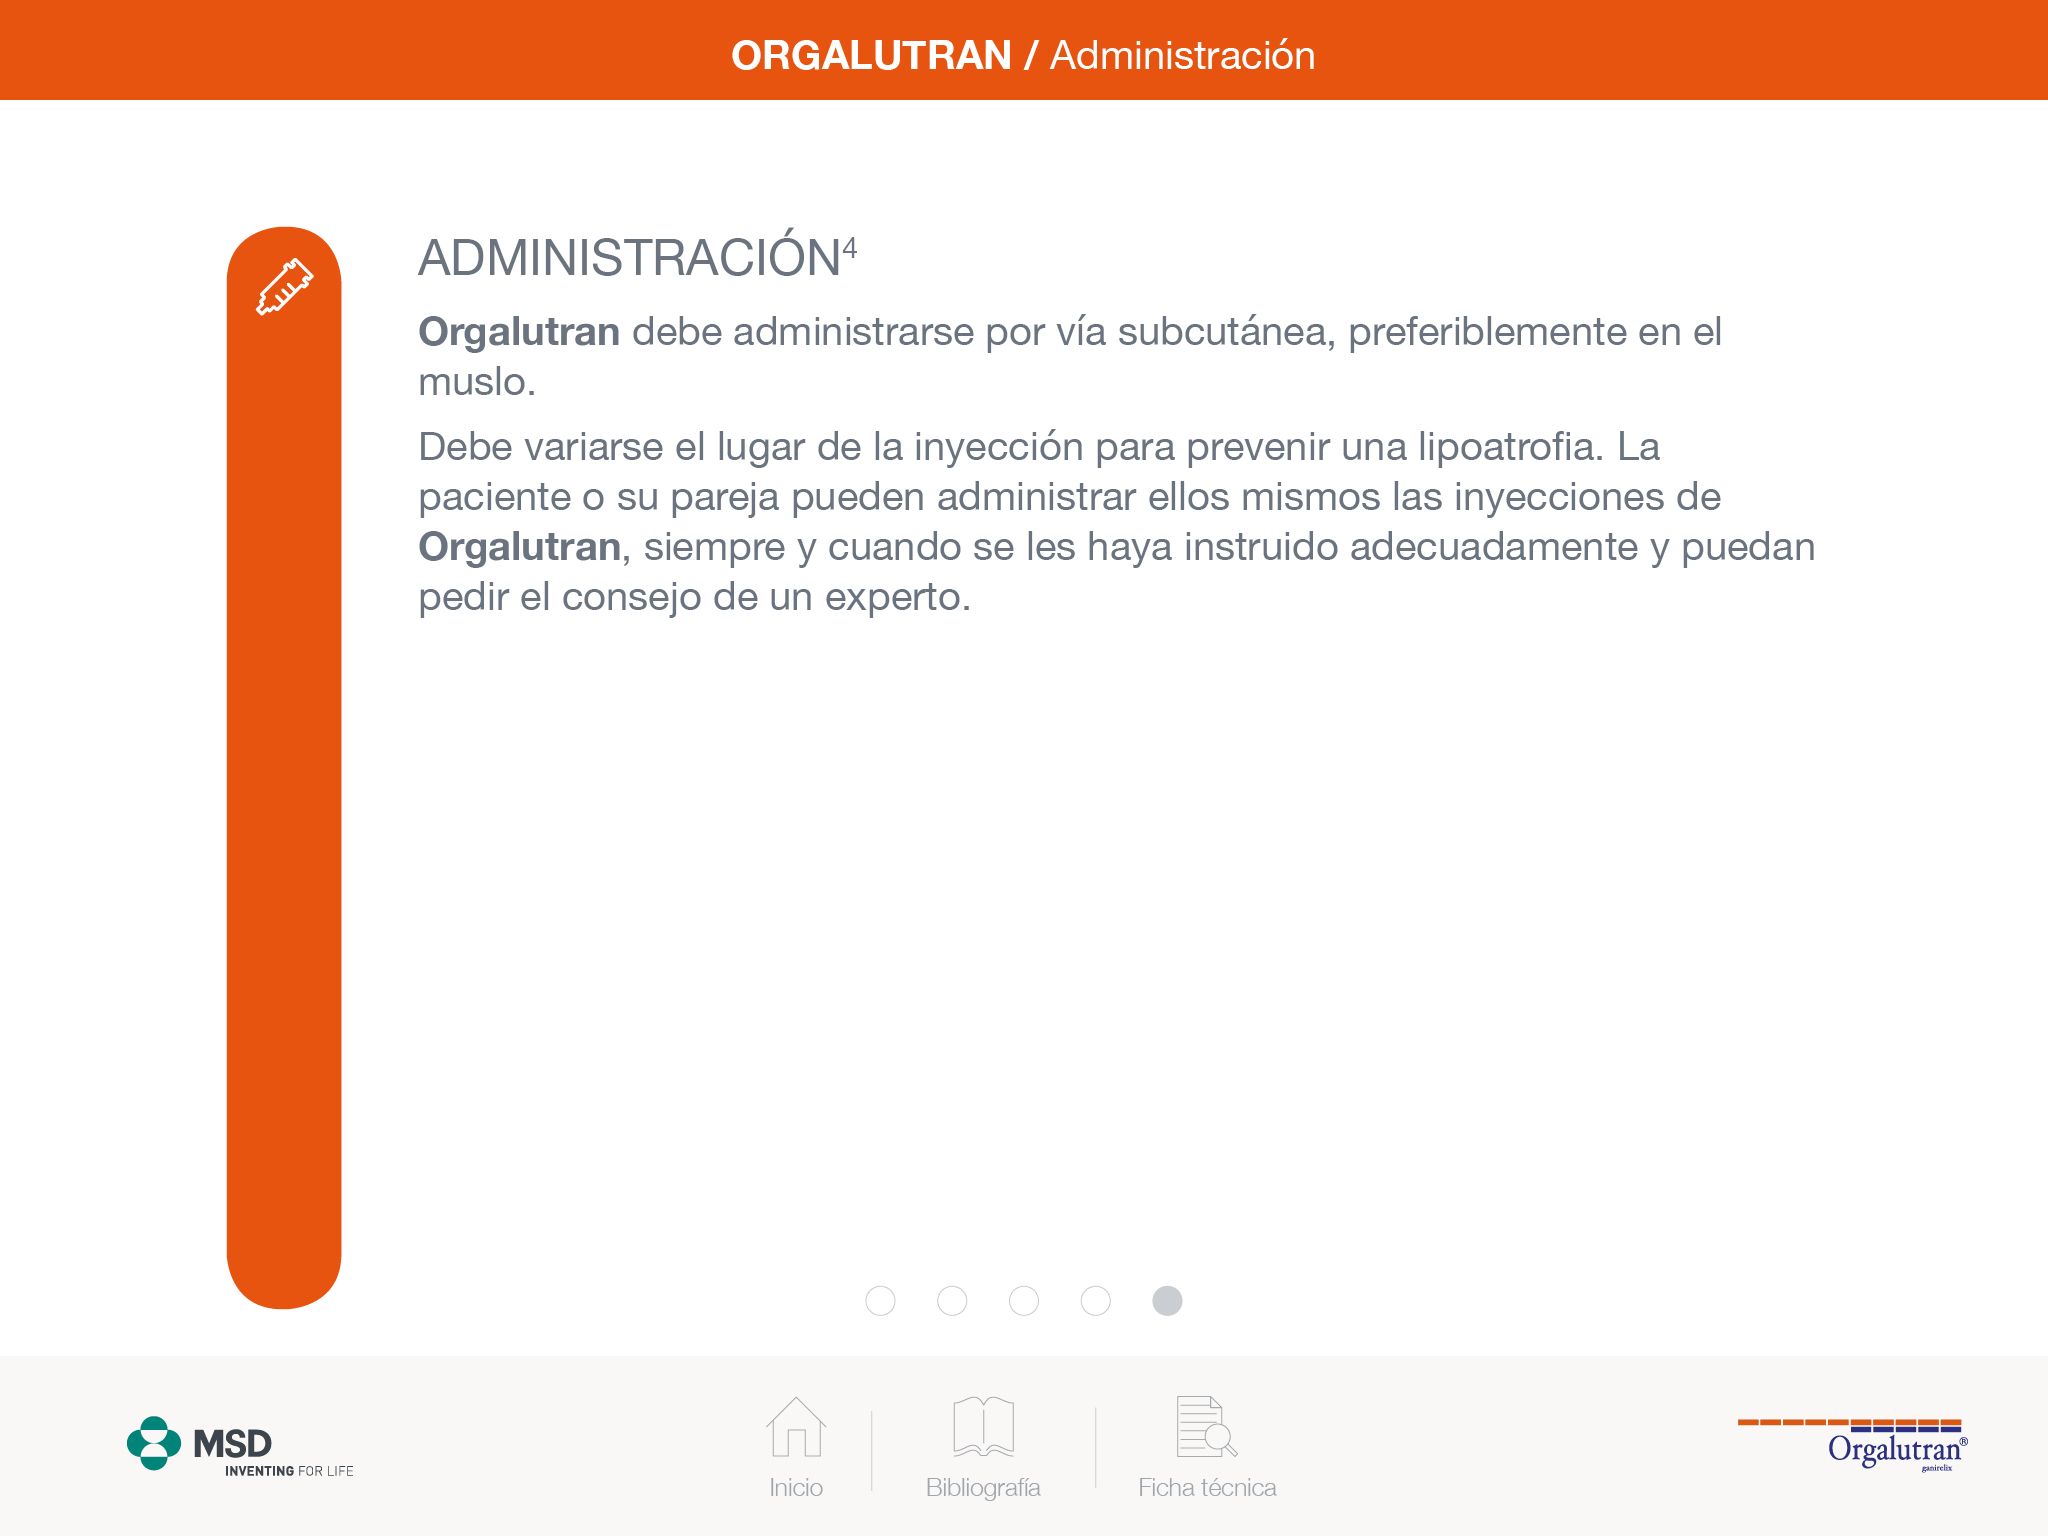 ORGALUTRAN / Administración
ADMINISTRACIÓN⁴
Orgalutran debe administrarse por vía subcutánea, preferiblemente en el
muslo.
Debe variarse el lugar de la inyección para prevenir una lipoatrofia. La
paciente o su pareja pueden administrar ellos mismos las inyecciones de
Orgalutran, siempre y cuando se les haya instruido adecuadamente y puedan
pedir el consejo de un experto.
MSD
INVENTING FOR LIFE
Inicio
Bibliografía
Ficha técnica
Orgalutran®
ganirelix